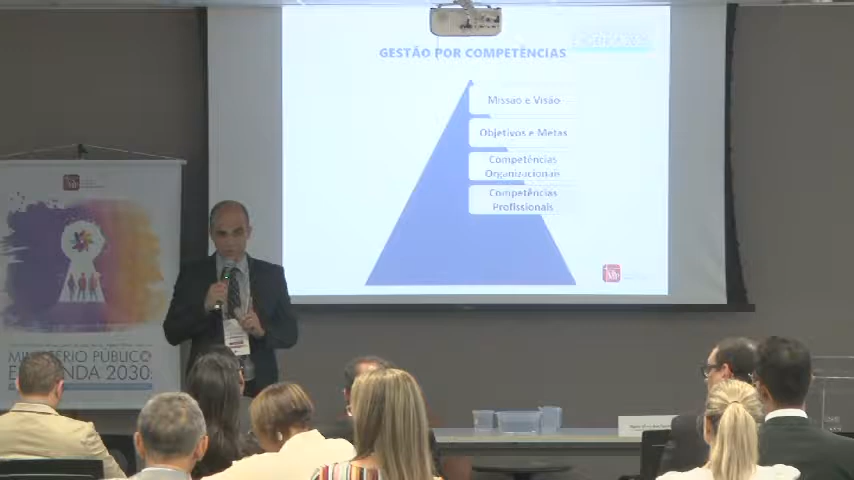 GESTÃO POR COMPETÊNCIAS
Missão e Visão
Objetivos e Metas
Competências
Organizacionais
Competências
Profissionais
MINISTÉRIO PÚBLICO
E AGENDA 2030